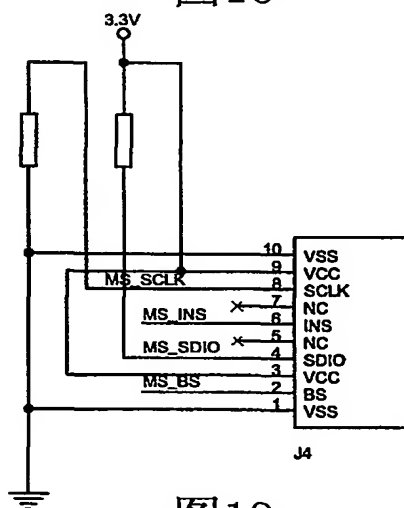 3.3V
10 VSS
9 VCC
MS_SCLK 8 SCLK
7 NC
MS_INS 6 INS
5 NC
MS_SDIO 4 SDIO
3 VCC
MS_BS 2 BS
1 VSS
J4